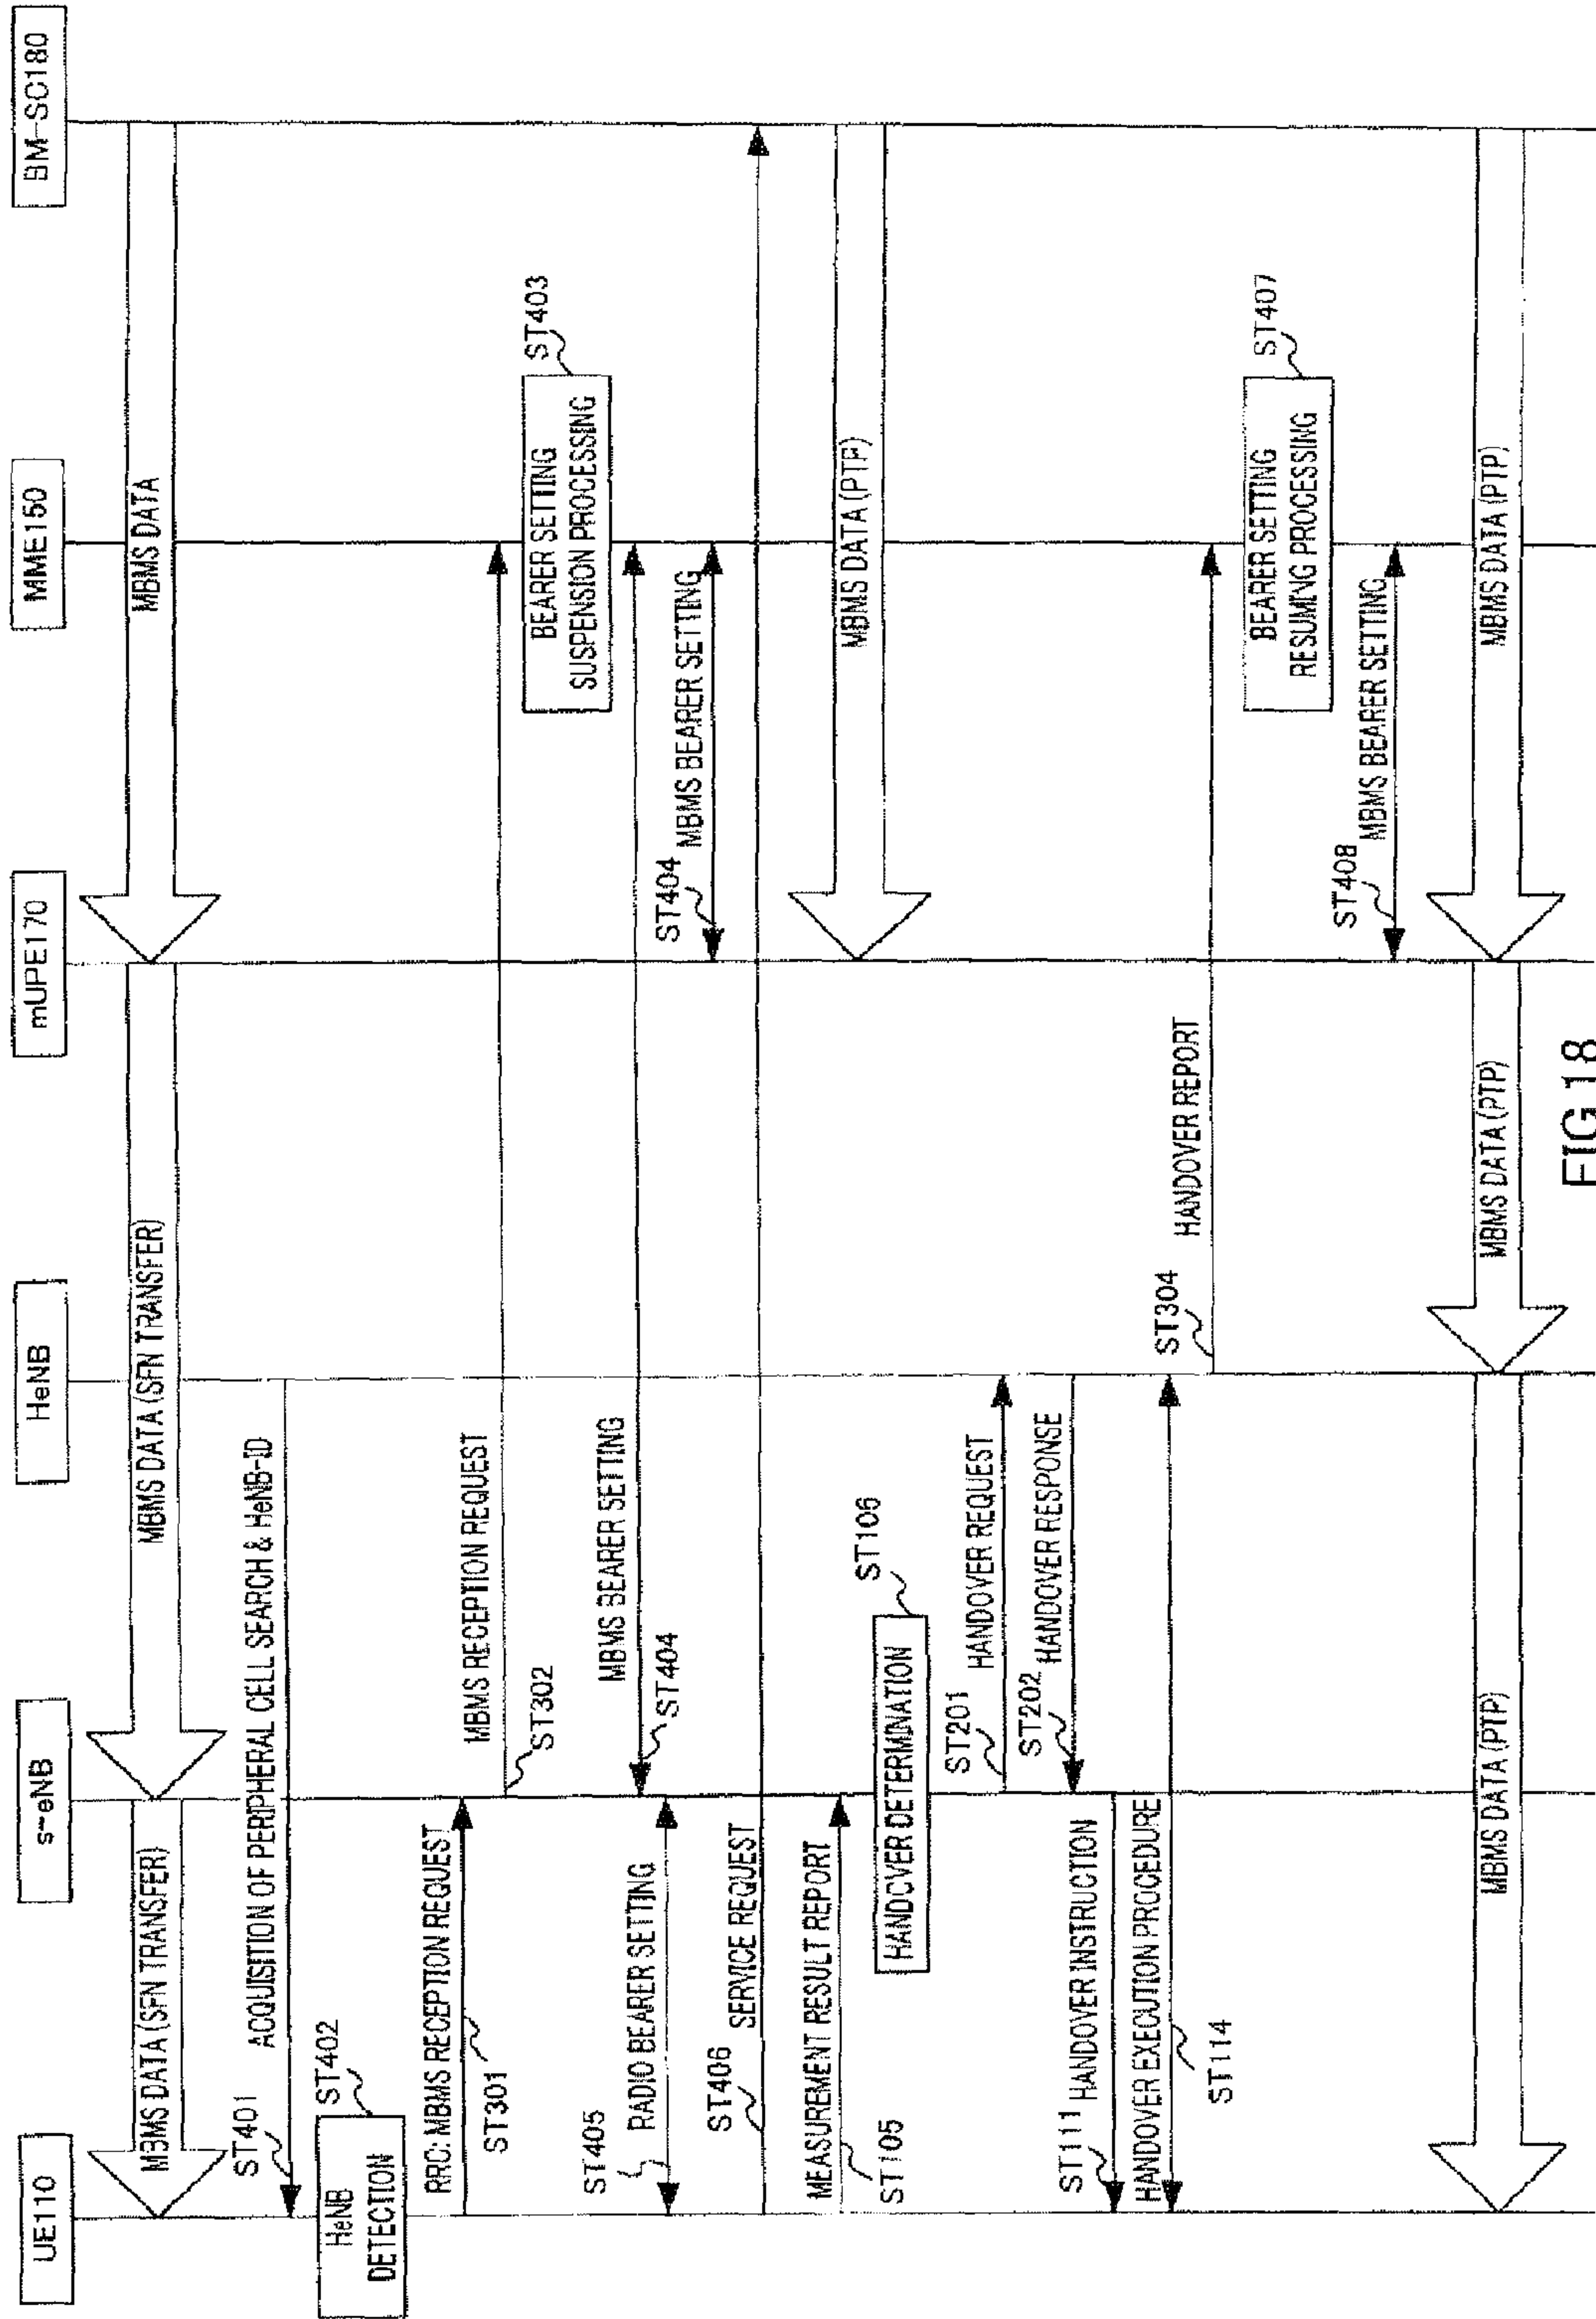 UE110
s-eNB
HeNB
mUPE170
MME150
BM-SC180
MBMS DATA (SFN TRANSFER)
MBMS DATA (SFN TRANSFER)
MBMS DATA
ST401
ACQUISITION OF PERIPHERAL CELL SEARCH & HeNB-ID
HeNB
DETECTION
ST402
RRC: MBMS RECEPTION REQUEST
ST301
MBMS RECEPTION REQUEST
ST302
BEARER SETTING
SUSPENSION PROCESSING
ST403
MBMS BEARER SETTING
ST404
ST405
RADIO BEARER SETTING
ST404
MBMS BEARER SETTING
ST406
SERVICE REQUEST
MBMS DATA (PTP)
MEASUREMENT RESULT REPORT
ST105
HANDOVER DETERMINATION
ST106
ST201
HANDOVER REQUEST
ST202
HANDOVER RESPONSE
ST111
HANDOVER INSTRUCTION
HANDOVER EXECUTION PROCEDURE
ST114
ST304
HANDOVER REPORT
BEARER SETTING
RESUMING PROCESSING
ST407
ST408
MBMS BEARER SETTING
MBMS DATA (PTP)
MBMS DATA (PTP)
MBMS DATA (PTP)
FIG.18